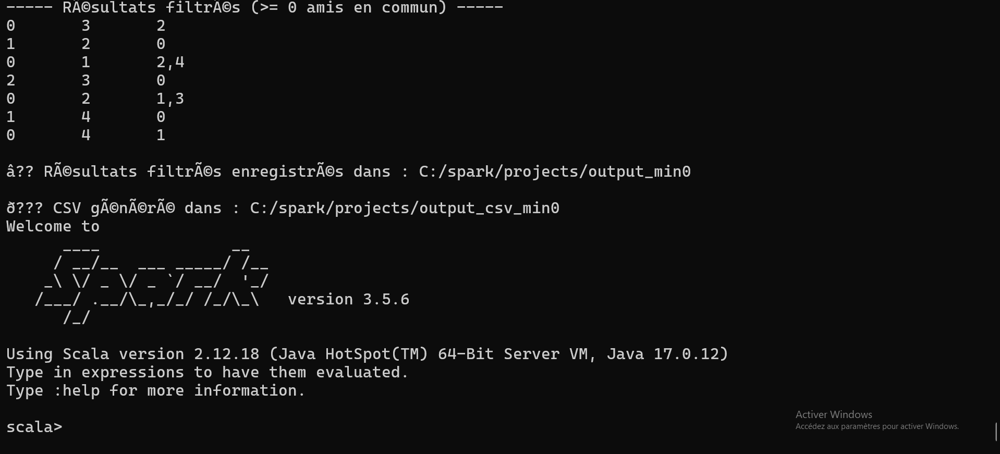 ----- RÃ©sultats filtrÃ©s (>= 0 amis en commun) -----
0	3	2
1	2	0
0	1	2,4
2	3	0
0	2	1,3
1	4	0
0	4	1
â?? RÃ©sultats filtrÃ©s enregistrÃ©s dans : C:/spark/projects/output_min0
ð??? CSV gÃ©nÃ©rÃ© dans : C:/spark/projects/output_csv_min0
Welcome to
      ____              __
     / __/__  ___ _____/ /__
    _\ \/ _ \/ _ `/ __/  '_/
   /___/ .__/\_,_/_/ /_/\_\   version 3.5.6
      /_/
Using Scala version 2.12.18 (Java HotSpot(TM) 64-Bit Server VM, Java 17.0.12)
Type in expressions to have them evaluated.
Type :help for more information.
scala>
Activer Windows
Accédez aux paramètres pour activer Windows.